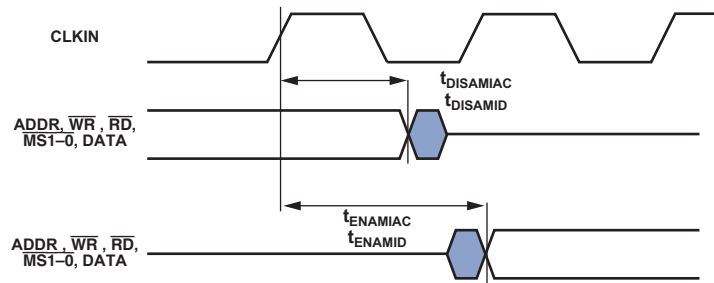 CLKIN
tDISAMIAC
tDISAMID
ADDR, WR, RD,
MS1–0, DATA
tENAMIAC
tENAMID
ADDR, WR, RD,
MS1–0, DATA